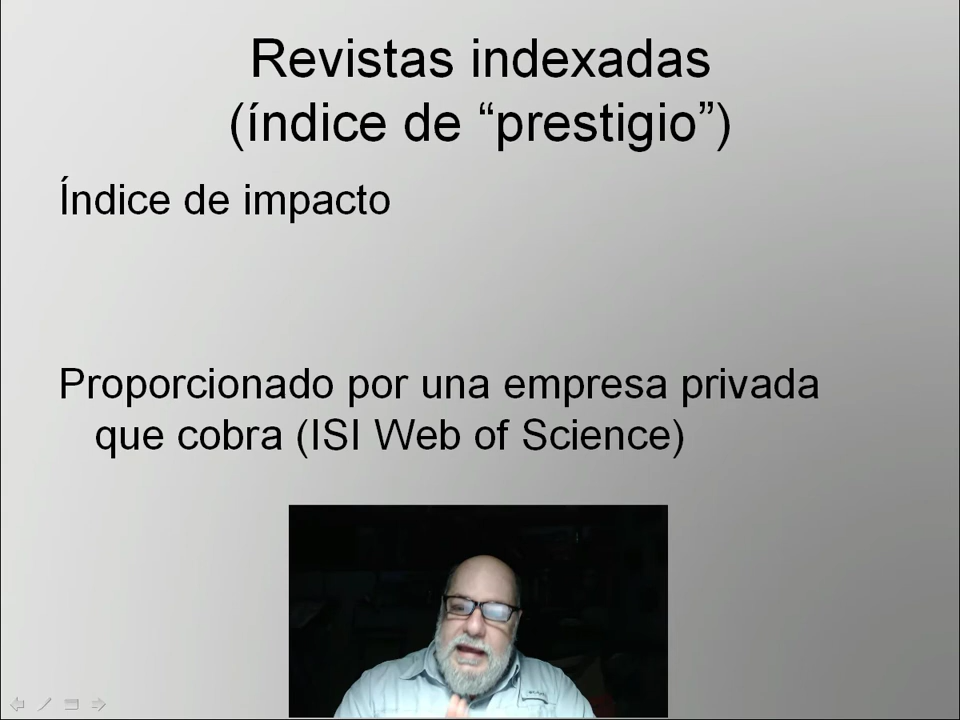 Revistas indexadas
(índice de “prestigio”)
Índice de impacto
Proporcionado por una empresa privada
que cobra (ISI Web of Science)